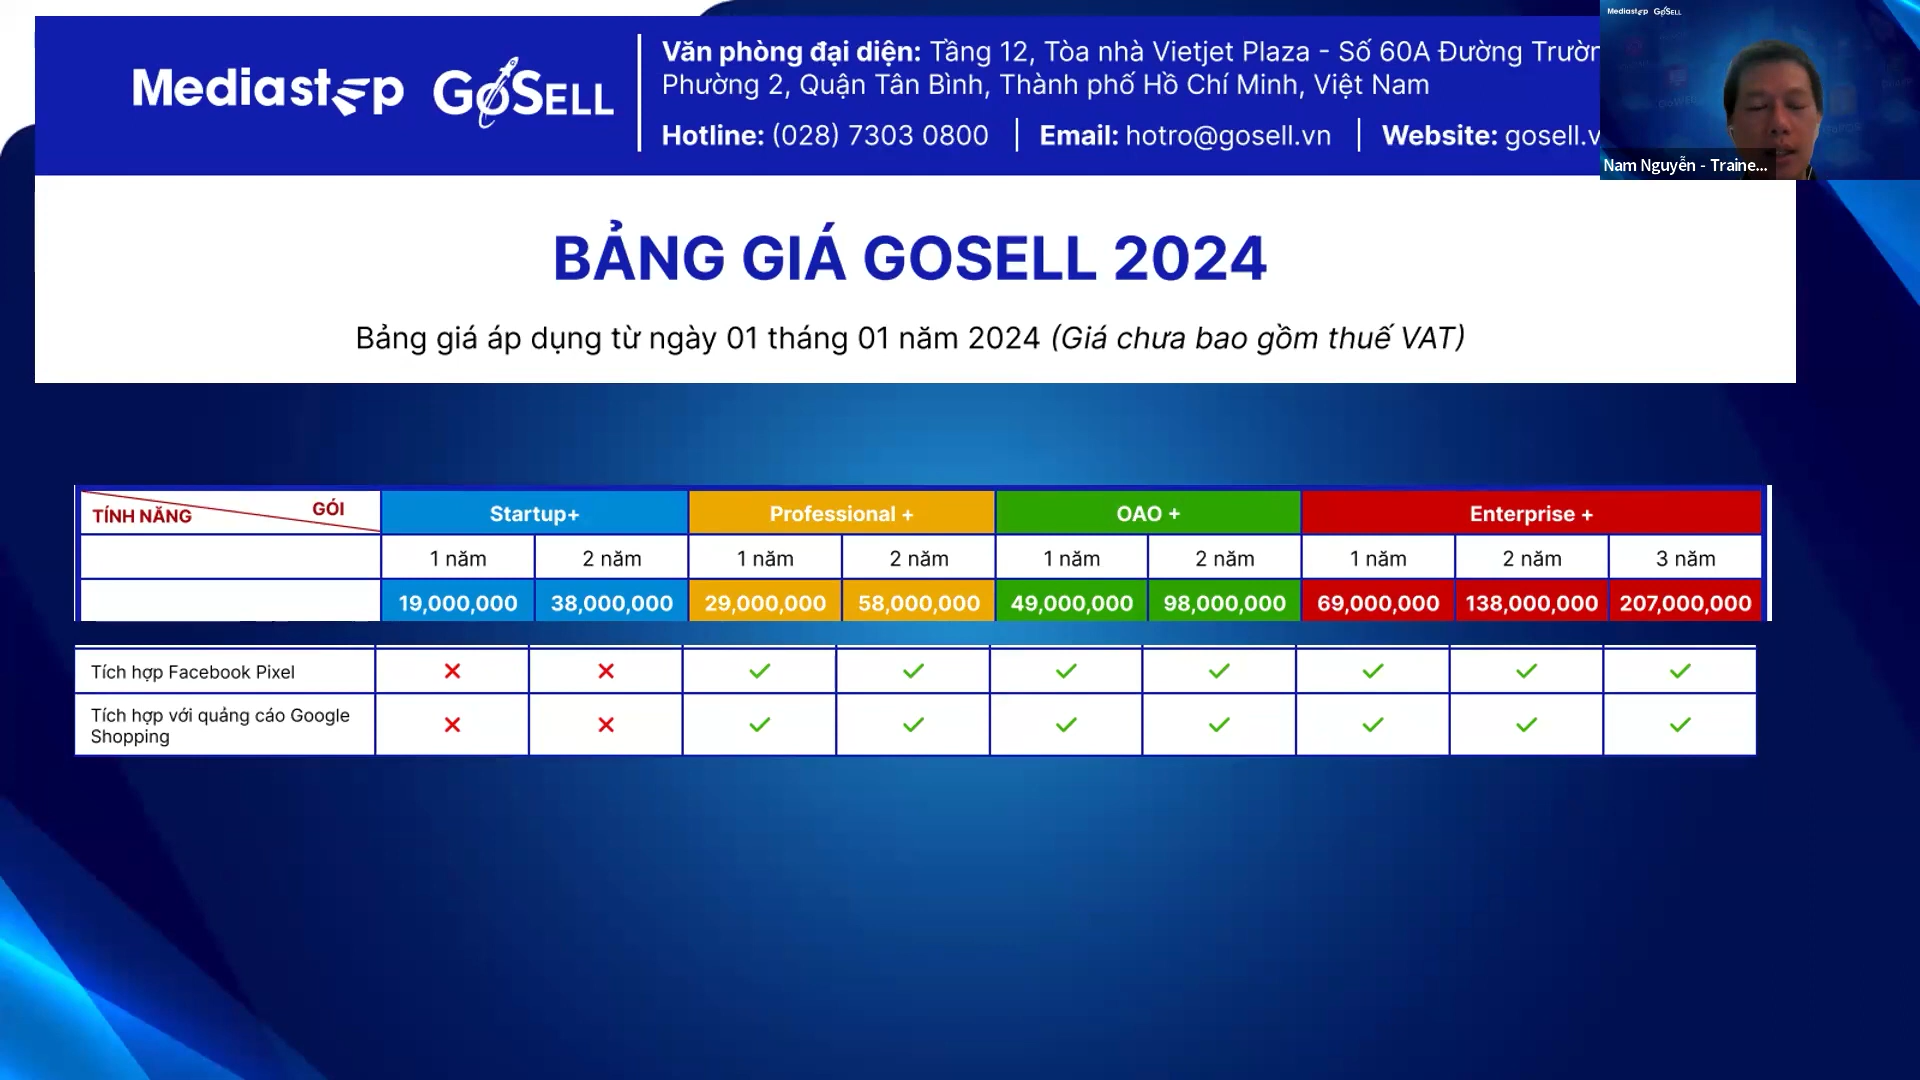 Mediastep GoSELL
Văn phòng đại diện: Tầng 12, Tòa nhà Vietjet Plaza - Số 60A Đường
Phường 2, Quận Tân Bình, Thành phố Hồ Chí Minh, Việt Nam
Hotline: (028) 7303 0800 | Email: hotro@gosell.vn | Website: gosell.v
Mediastep GoSELL
Nam Nguyễn - Traine...
BẢNG GIÁ GOSELL 2024
Bảng giá áp dụng từ ngày 01 tháng 01 năm 2024 (Giá chưa bao gồm thuế VAT)
TÍNH NĂNG GÓI Startup+ Professional + OAO + Enterprise +
1 năm 2 năm 1 năm 2 năm 1 năm 2 năm 1 năm 2 năm 3 năm
19,000,000 38,000,000 29,000,000 58,000,000 49,000,000 98,000,000 69,000,000 138,000,000 207,000,000
Tích hợp Facebook Pixel
Tích hợp với quảng cáo Google
Shopping